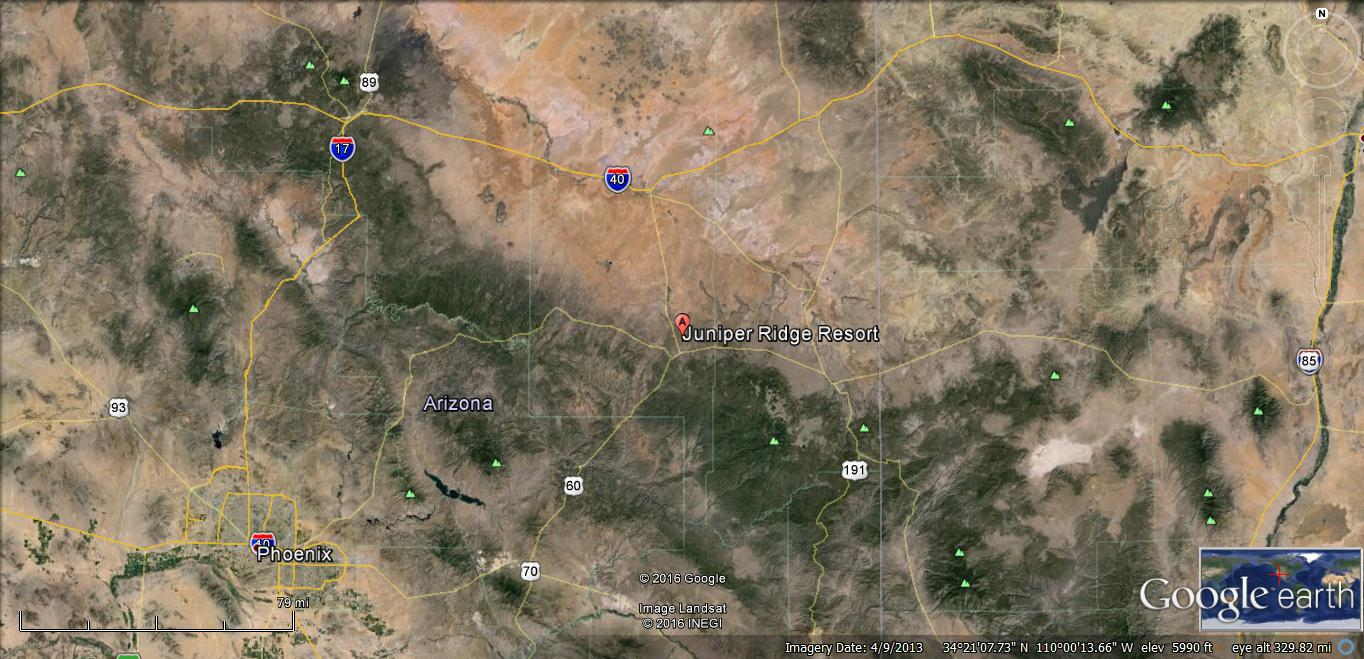 N
89
17
40
Juniper Ridge Resort
85
Arizona
93
191
60
10
Phoenix
70
© 2016 Google
79 mi
Google earth
Image Landsat
© 2016 INEGI
Imagery Date: 4/9/2013 34°21'07.73" N 110°00'13.66" W elev 5990 ft eye alt 329.82 mi